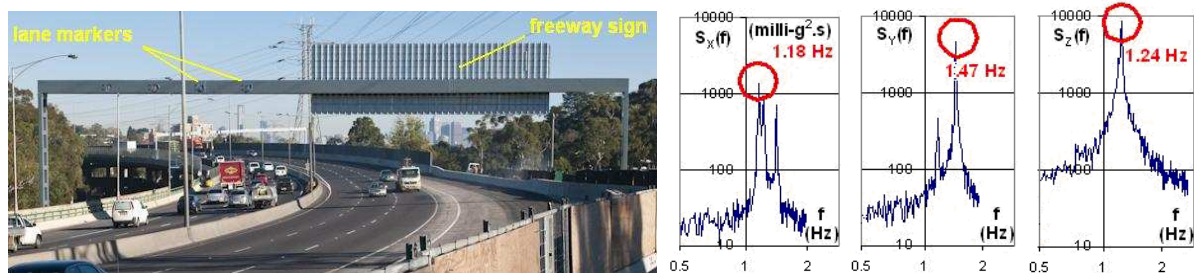 lane markers
freeway sign
10000
S_X(f)
(milli-g².s)
1.18 Hz
1000
100
f
(Hz)
10
0.5
1
2
10000
S_Y(f)
1.47 Hz
1000
100
f
(Hz)
10
0.5
1
2
10000
S_Z(f)
1.24 Hz
1000
100
f
(Hz)
10
0.5
1
2